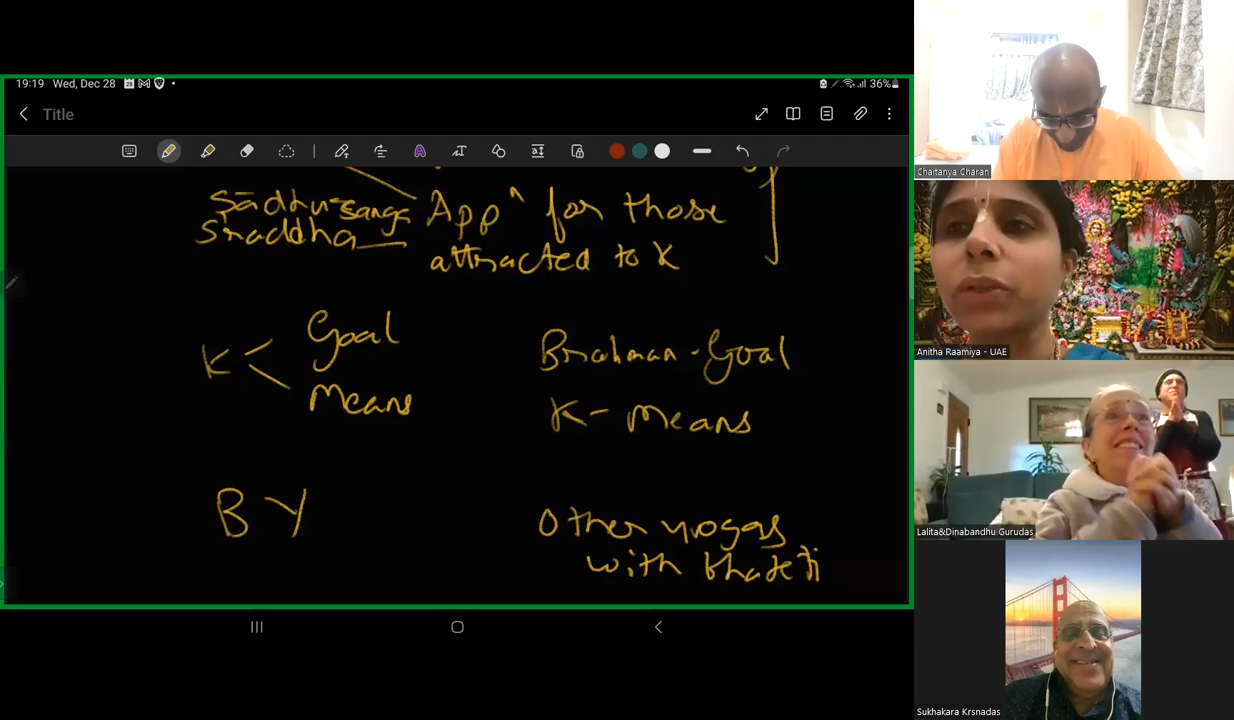 19:19 Wed, Dec 28
36%
Title
Sādhu-sanga
Sraddha
App^n for those
attracted to K
K < Goal
Means
Brahman - Goal
K - Means
B Y
Other yogas
with bhakti
Chaitanya Charan
Anitha Raamiya - UAE
Lalita&Dinabandhu Gurudas
Sukhakara Krsnadas